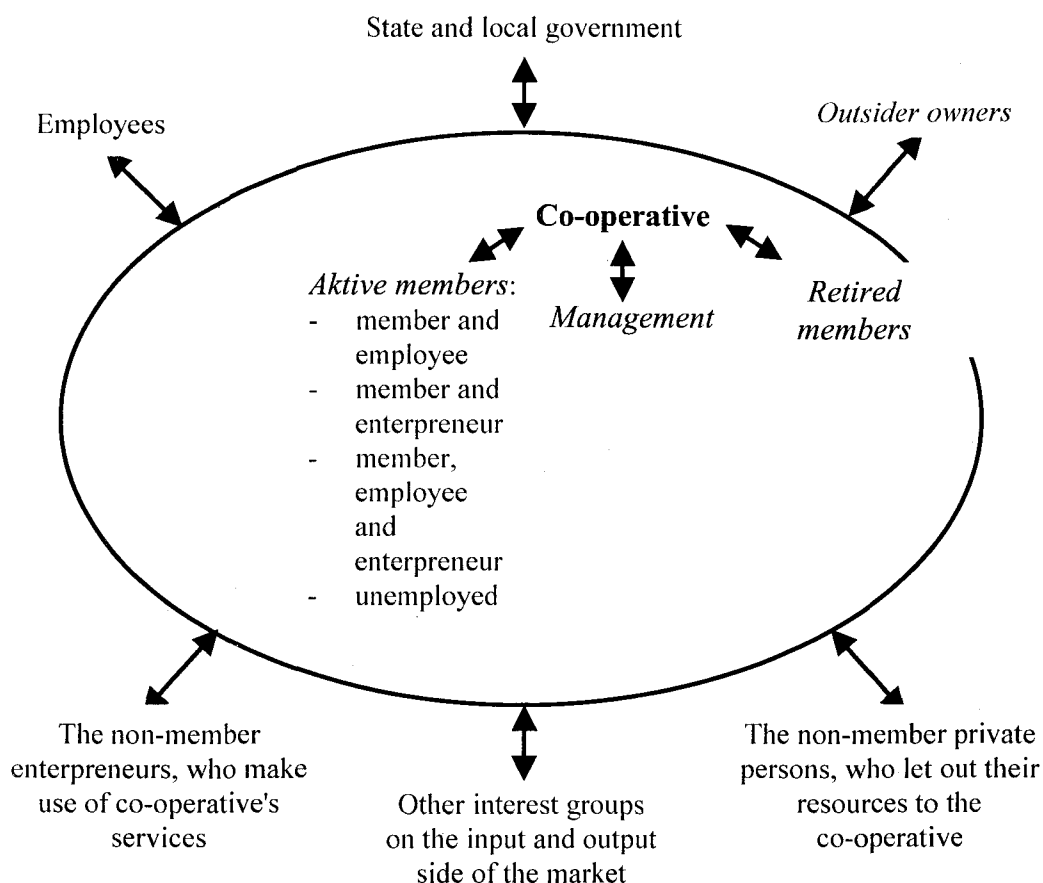 State and local government
Employees
Outsider owners
Co-operative
Aktive members:
- member and
employee
- member and
enterpreneur
- member,
employee
and
enterpreneur
- unemployed
Management
Retired
members
The non-member
enterpreneurs, who make
use of co-operative's
services
Other interest groups
on the input and output
side of the market
The non-member private
persons, who let out their
resources to the
co-operative